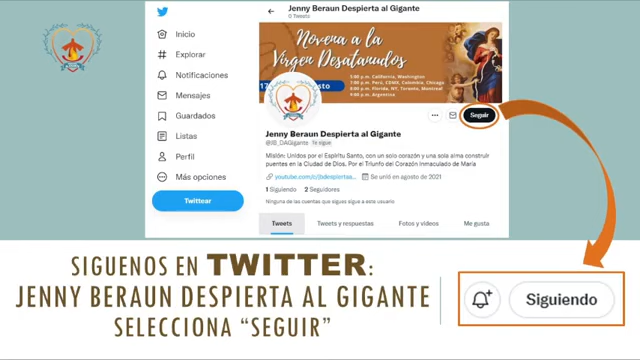 Jenny Beraun Despierta al Gigante
0 Tweets
Inicio
Explorar
Notificaciones
Mensajes
Guardados
Listas
Perfil
Más opciones
Twittear
Novena a la
Virgen Desatanudos
5:00 p.m. California, Washington
7:00 p.m. Perú, CDMX, Colombia, Chicago
8:00 p.m. Florida, NY, Toronto, Montreal
9:00 p.m. Argentina
Seguir
Jenny Beraun Despierta al Gigante
@JB_DAGigante Te sigue
Misión: Unidos por el Espíritu Santo, con un solo corazón y una sola alma construir
puentes en la Ciudad de Dios. Por el Triunfo del Corazón Inmaculado de María
youtube.com/c/jbdespiertaa... Se unió en agosto de 2021
1 Siguiendo 2 Seguidores
Ninguna de las cuentas que sigues sigue a este usuario
Tweets Tweets y respuestas Fotos y videos Me gusta
SIGUENOS EN TWITTER:
JENNY BERAUN DESPIERTA AL GIGANTE
SELECCIONA “SEGUIR”
Siguiendo